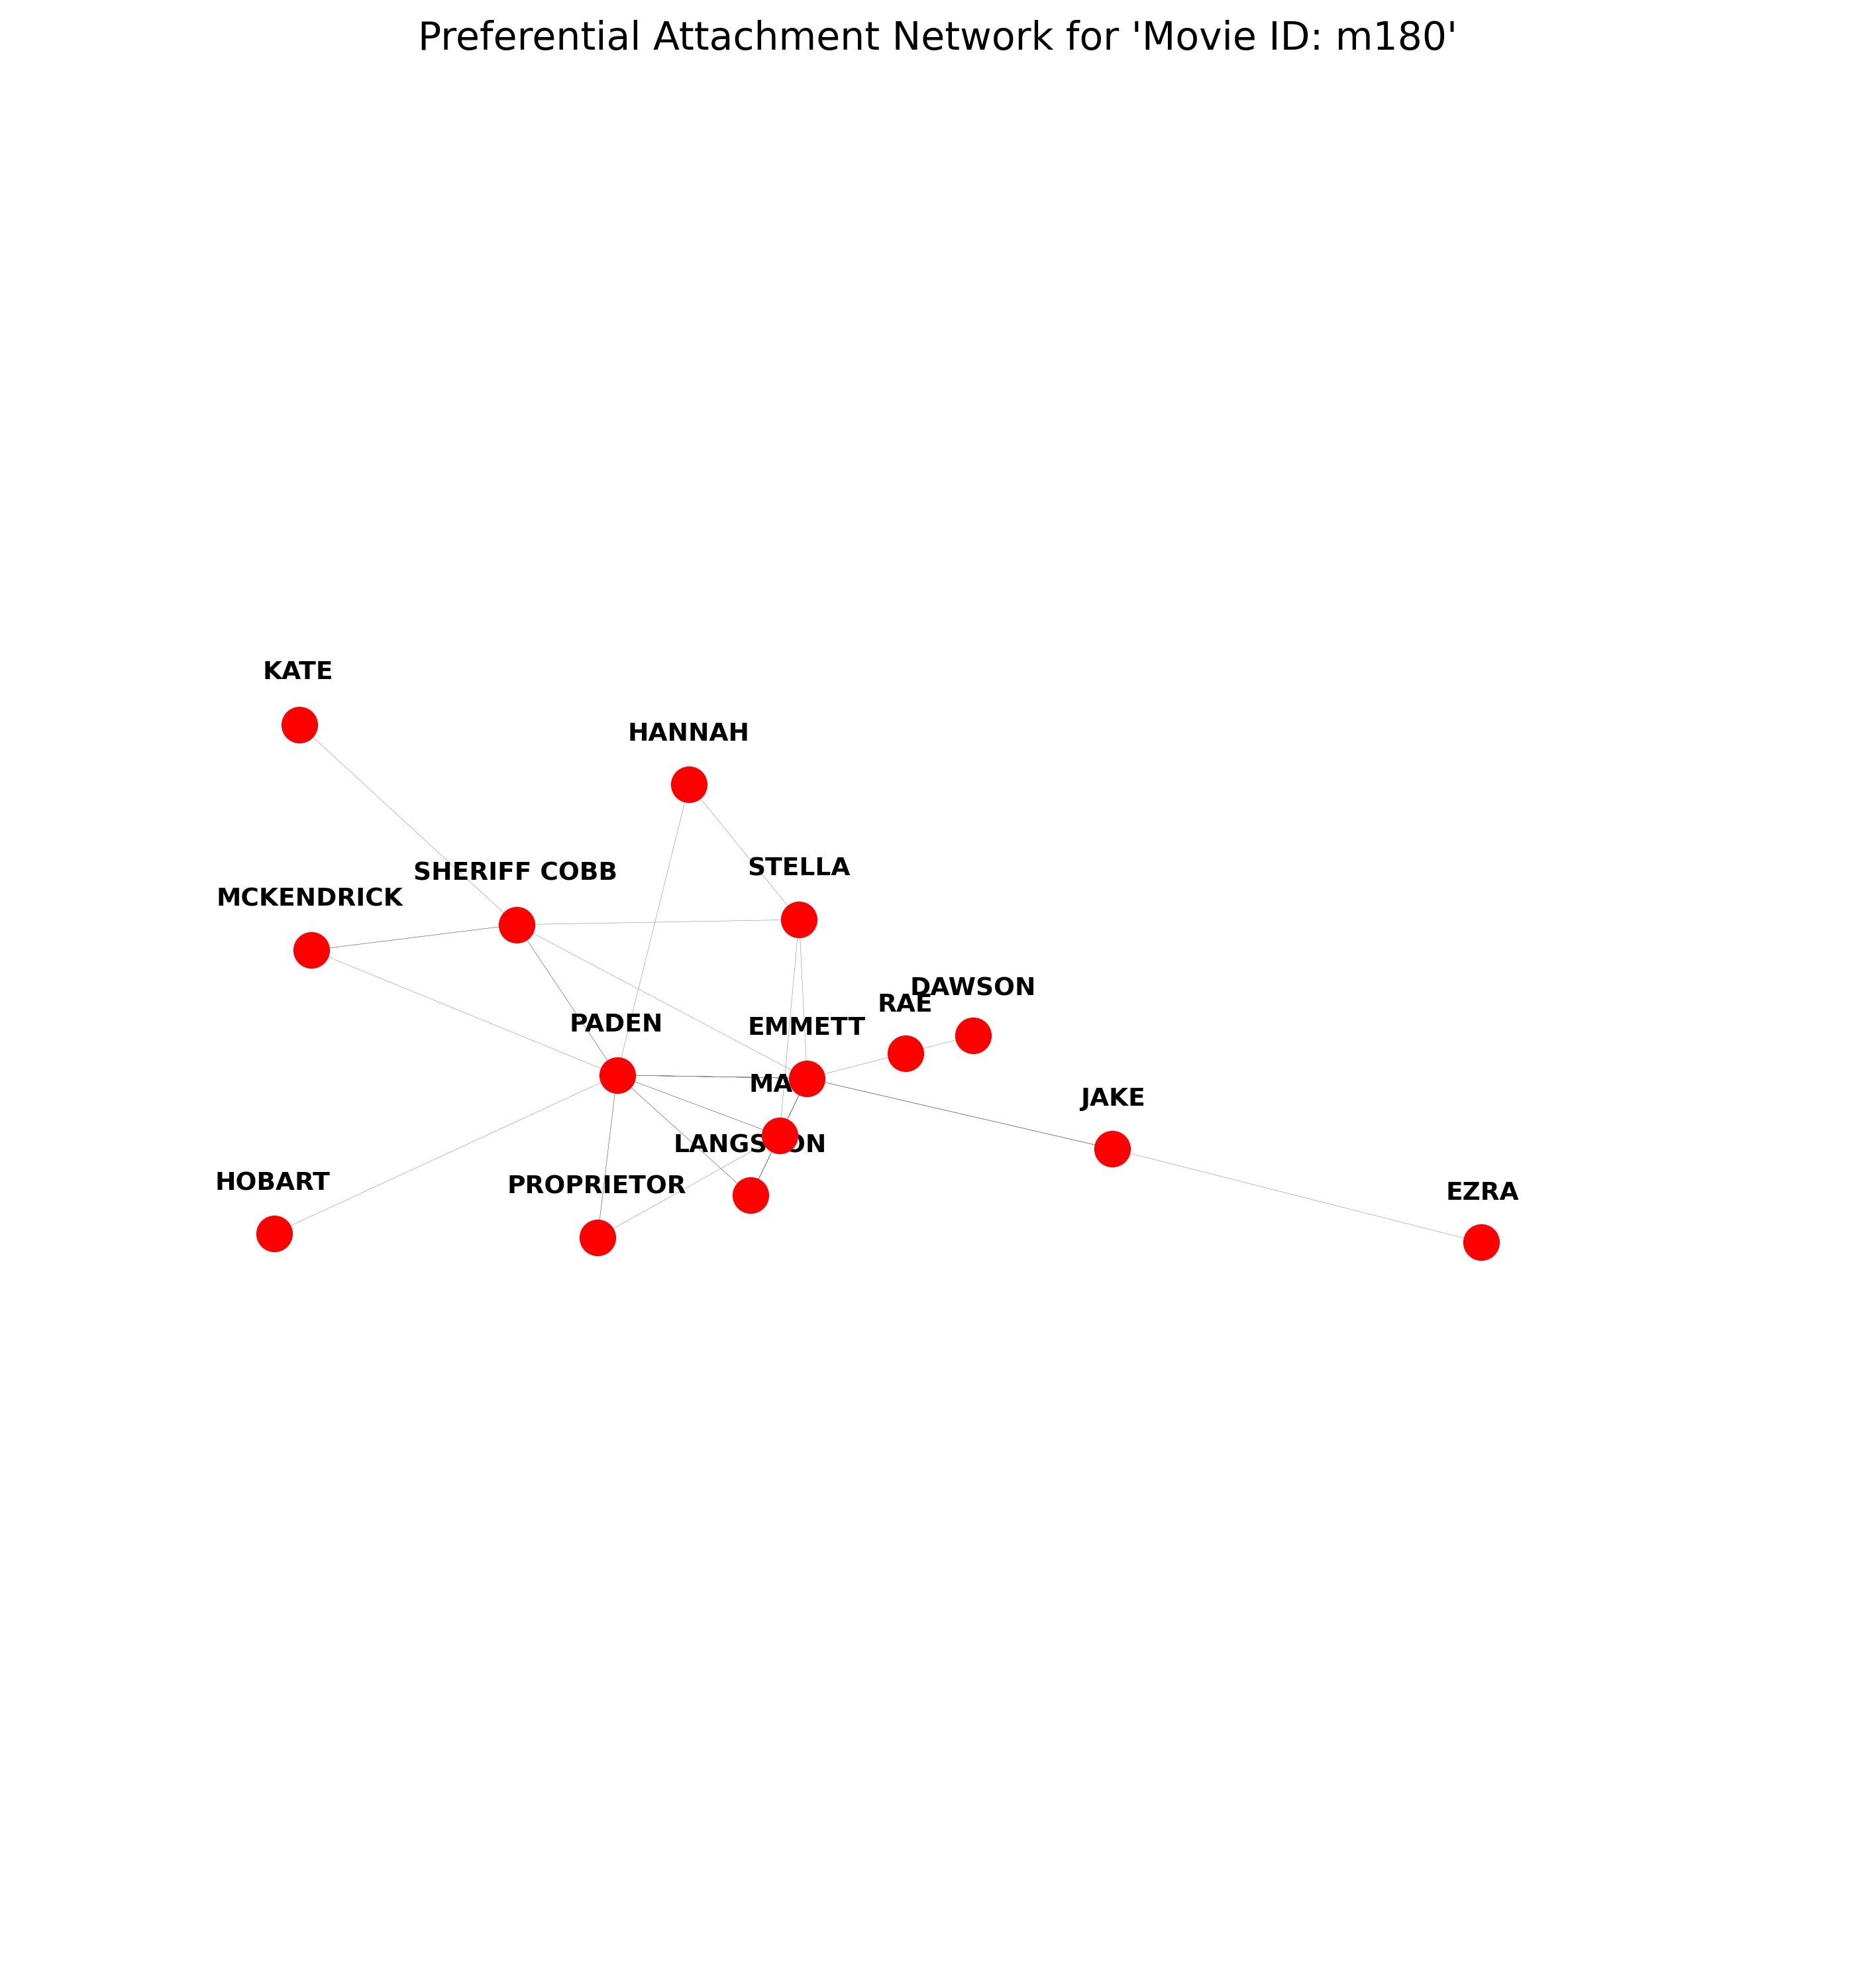 Preferential Attachment Network for 'Movie ID: m180'
KATE
HANNAH
STELLA
SHERIFF COBB
MCKENDRICK
DAWSON
RAE
PADEN
EMMETT
JAKE
HOBART
PROPRIETOR
EZRA